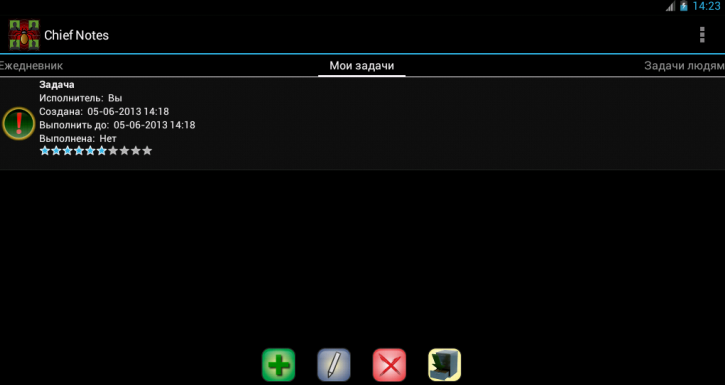 14:23
Chief Notes
Ежедневник
Мои задачи
Задачи людям
Задача
Исполнитель: Вы
Создана: 05-06-2013 14:18
Выполнить до: 05-06-2013 14:18
Выполнена: Нет